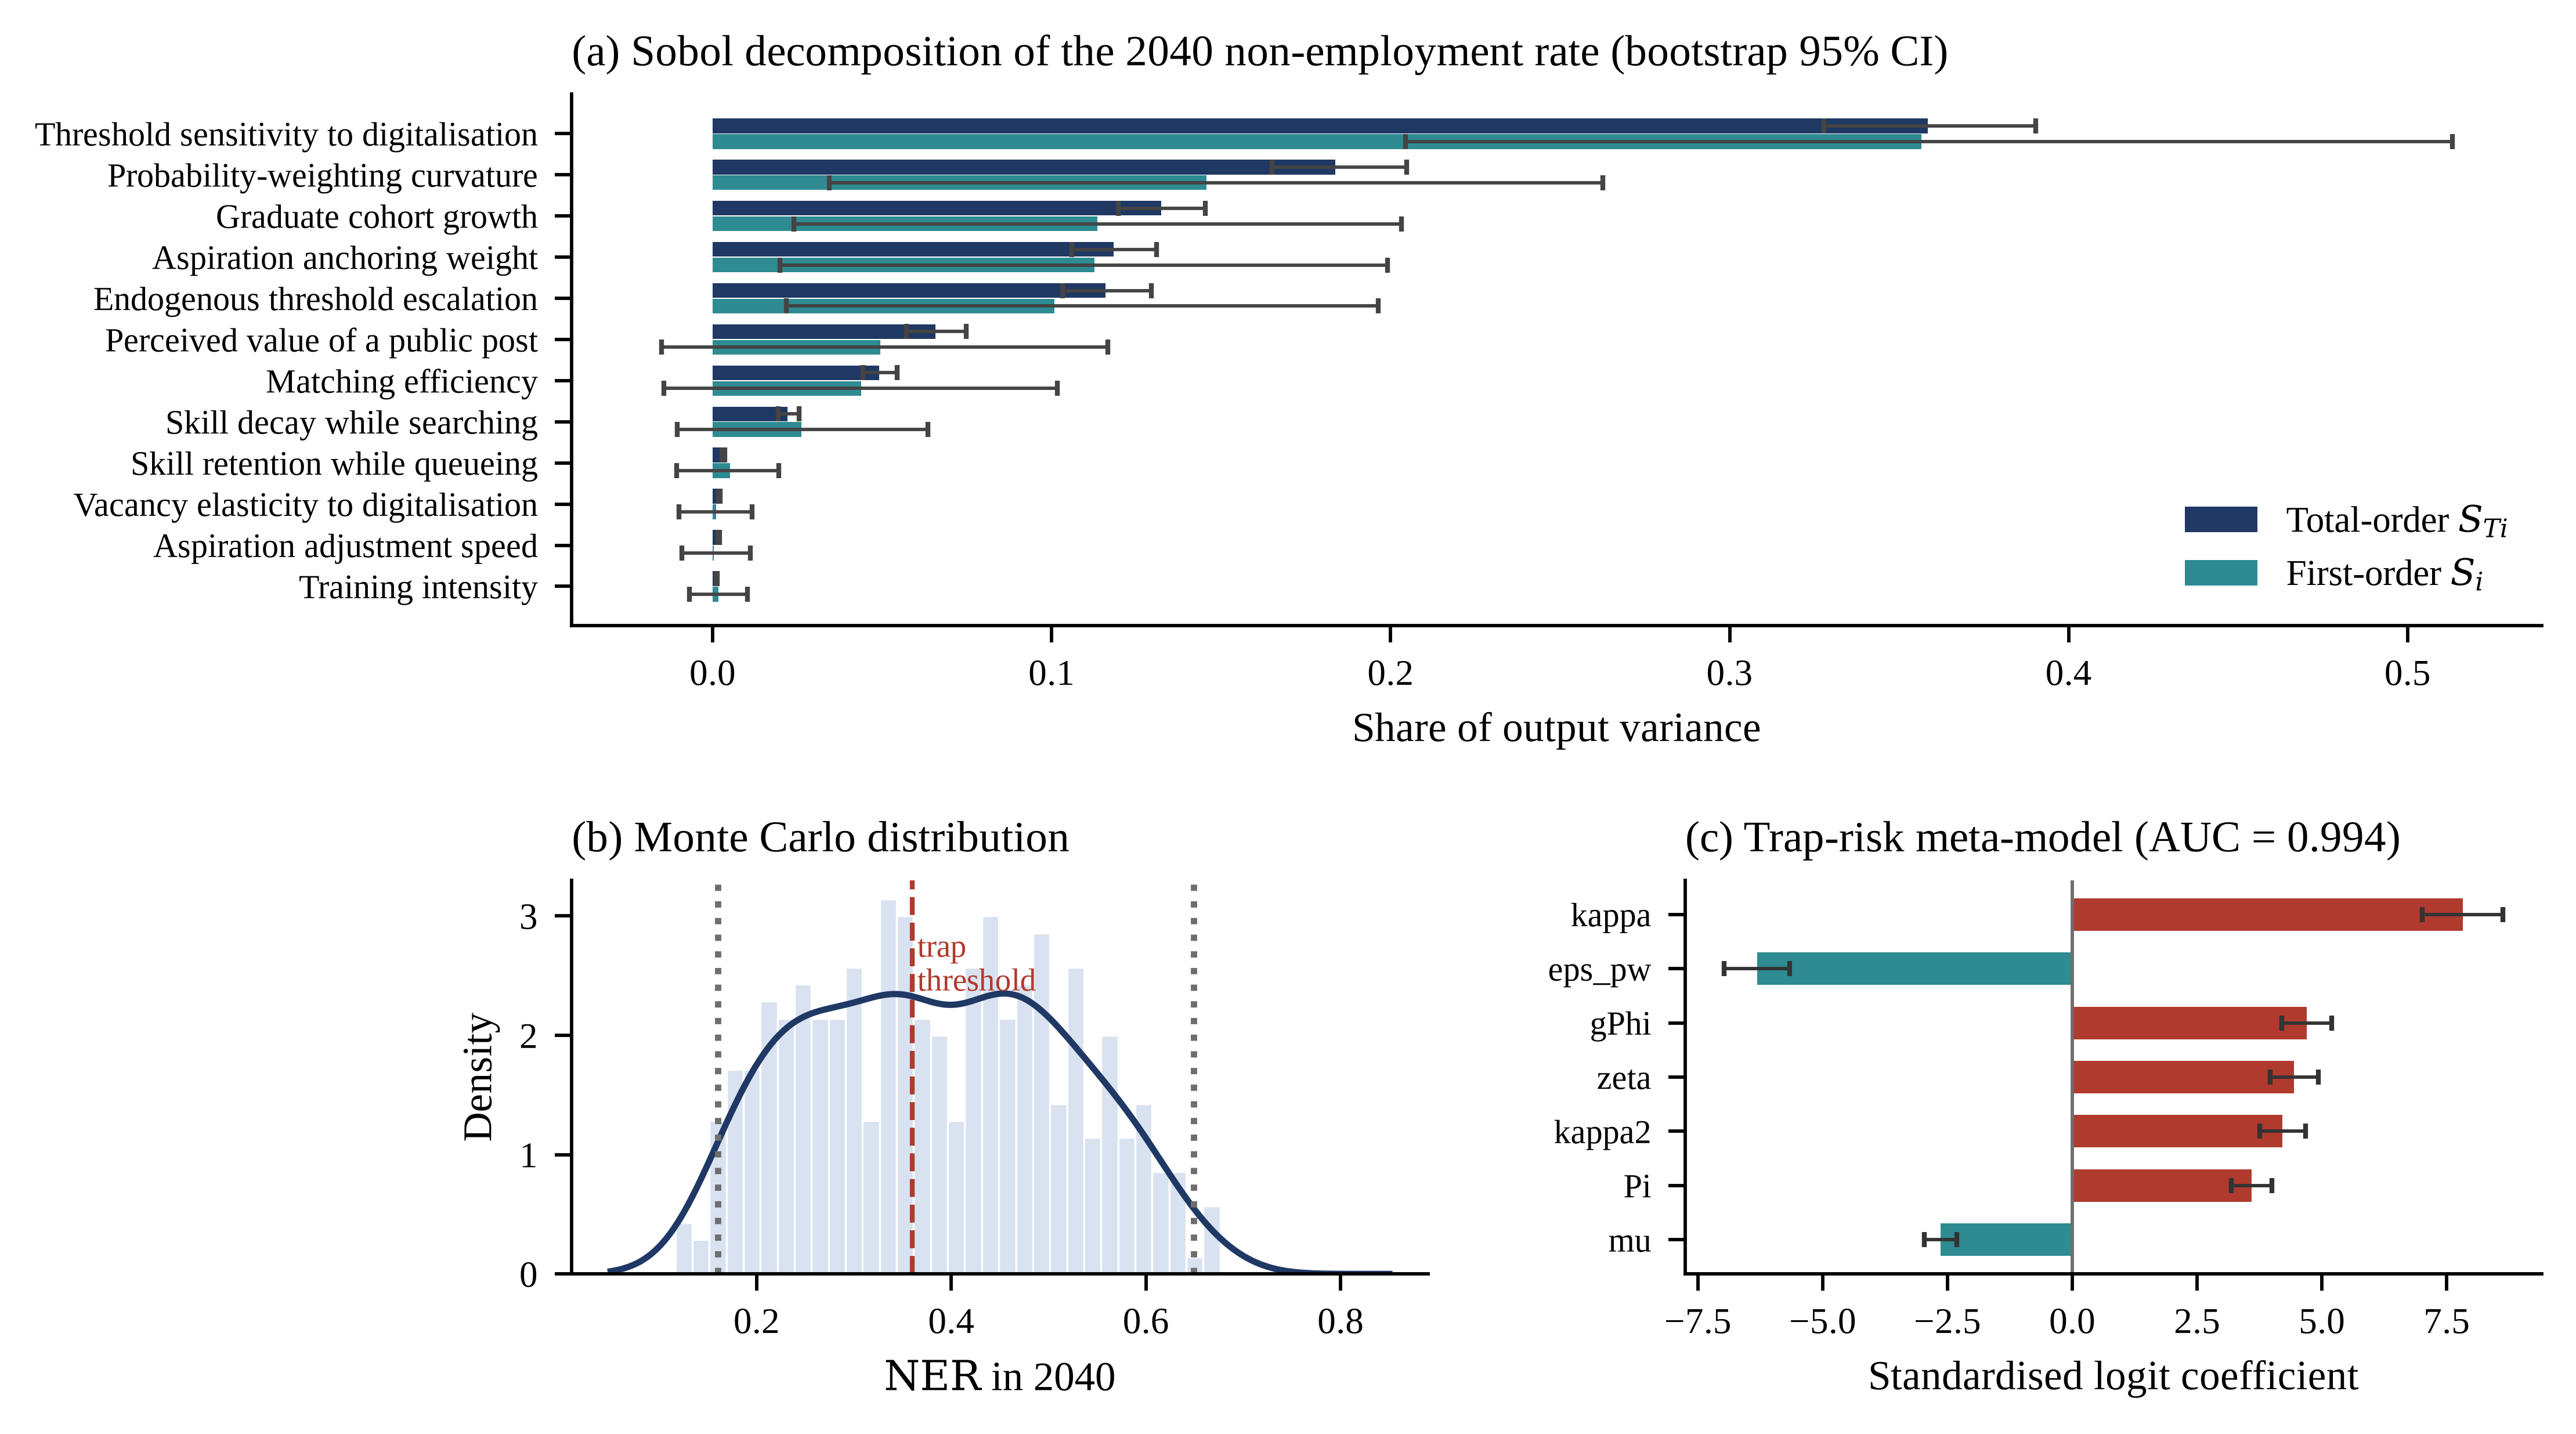 (a) Sobol decomposition of the 2040 non-employment rate (bootstrap 95% CI)
Threshold sensitivity to digitalisation
Probability-weighting curvature
Graduate cohort growth
Aspiration anchoring weight
Endogenous threshold escalation
Perceived value of a public post
Matching efficiency
Skill decay while searching
Skill retention while queueing
Vacancy elasticity to digitalisation
Aspiration adjustment speed
Training intensity
Total-order S_{Ti}
First-order S_i
0.0 0.1 0.2 0.3 0.4 0.5
Share of output variance
(b) Monte Carlo distribution
Density
3
2
1
0
trap
threshold
0.2 0.4 0.6 0.8
NER in 2040
(c) Trap-risk meta-model (AUC = 0.994)
kappa
eps_pw
gPhi
zeta
kappa2
Pi
mu
−7.5 −5.0 −2.5 0.0 2.5 5.0 7.5
Standardised logit coefficient